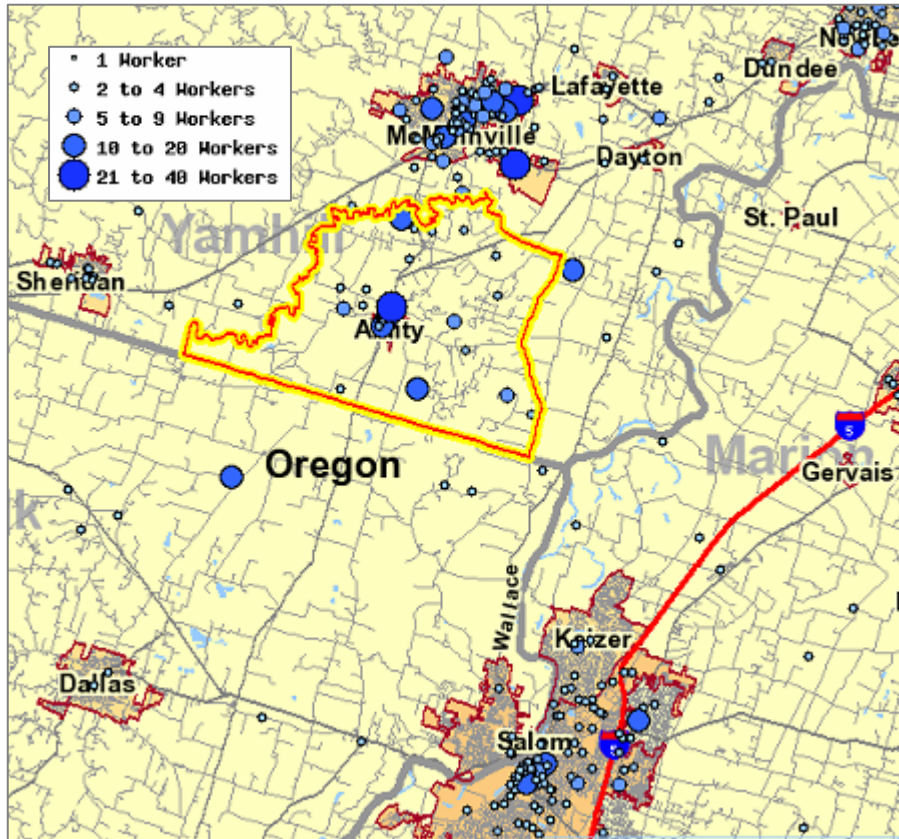 1 Worker
2 to 4 Workers
5 to 9 Workers
10 to 20 Workers
21 to 40 Workers
Dundee
Lafayette
McMinnville
Dayton
St. Paul
Yamhill
Sheridan
Amity
5
Marion
Oregon
Gervais
k
Wallace
Keizer
Dallas
Salem
5